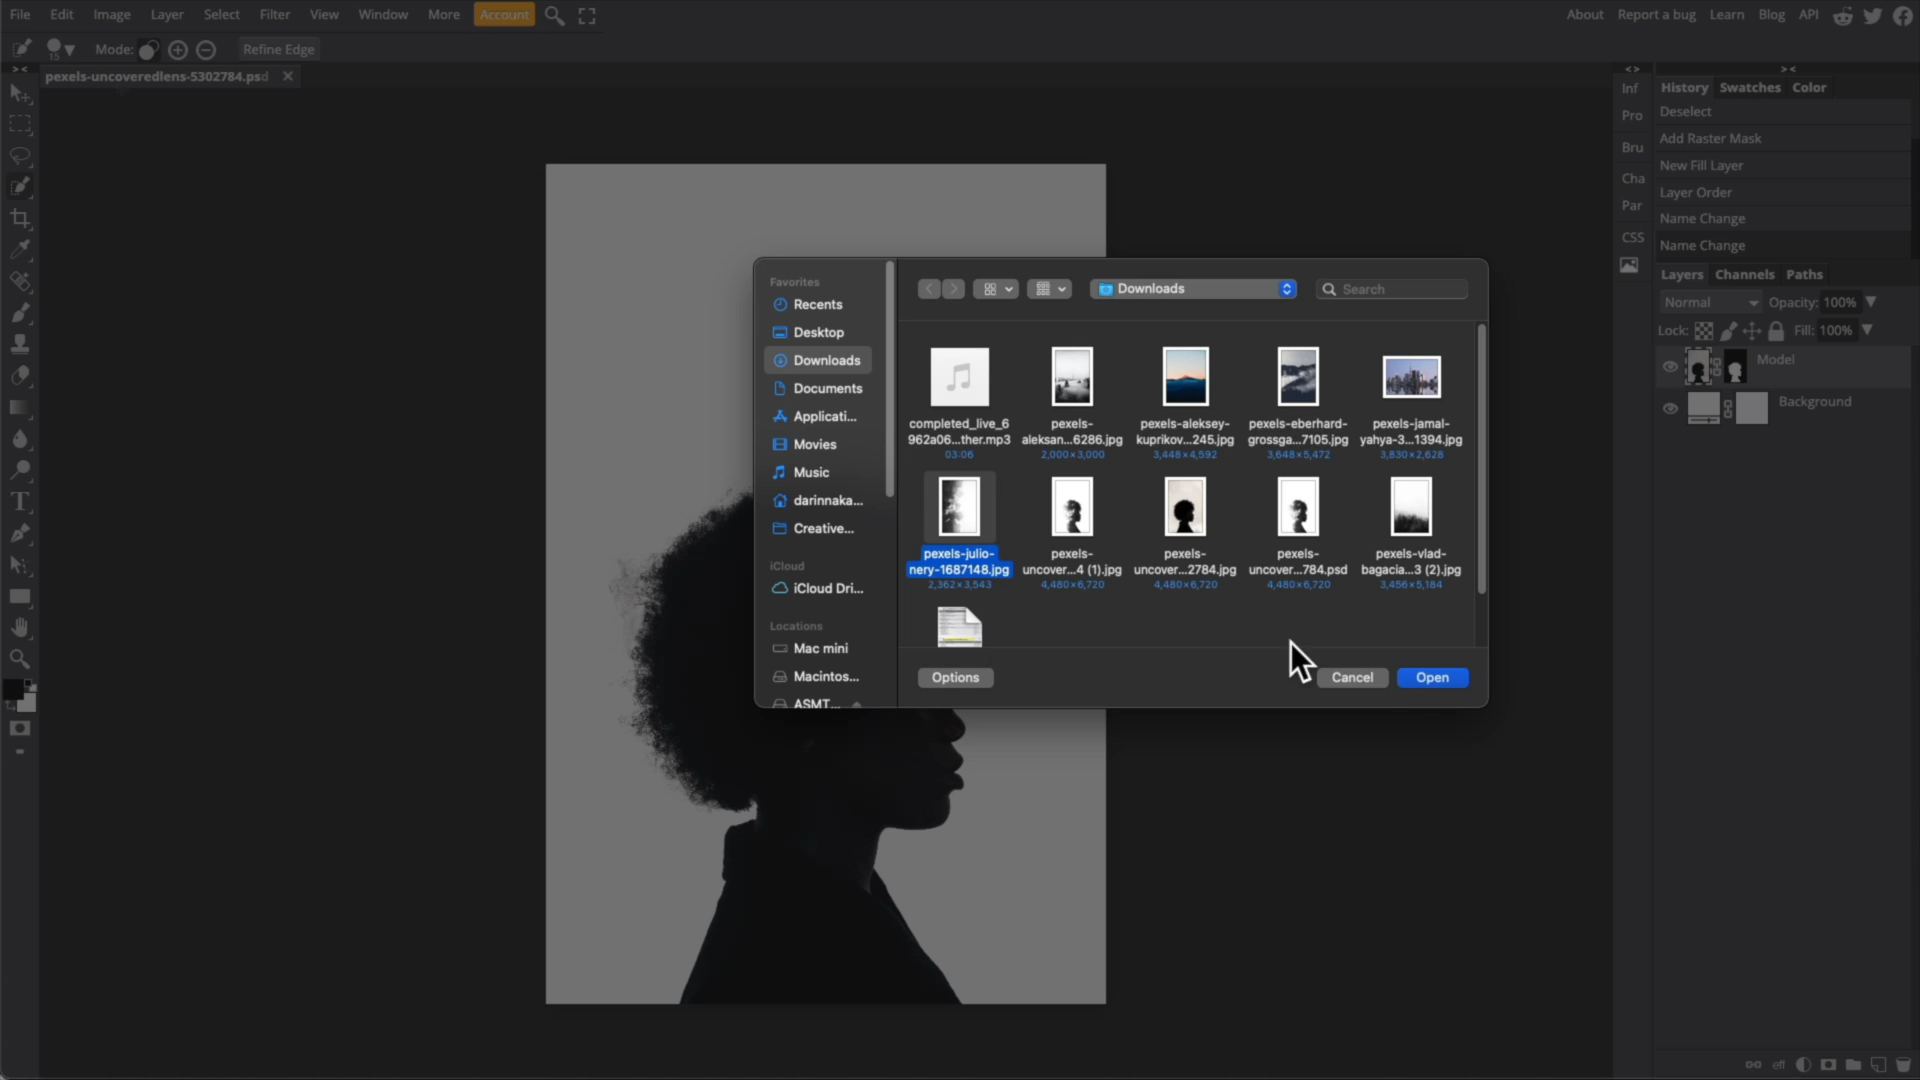 File Edit Image Layer Select Filter View Window More Account About Report a bug Learn Blog API
15 Mode: Refine Edge
pexels-uncoveredlens-5302784.psd
Inf
Pro
Bru
Cha
Par
CSS
History Swatches Color
Deselect
Add Raster Mask
New Fill Layer
Layer Order
Name Change
Name Change
Layers Channels Paths
Normal Opacity: 100%
Lock: Fill: 100%
Model
Background
eff
Favorites
Recents
Desktop
Downloads
Documents
Applicati...
Movies
Music
darinnaka...
Creative...
iCloud
iCloud Dri...
Locations
Mac mini
Macintos...
ASMT...
Downloads
Search
completed_live_6
962a06...ther.mp3
03:06
pexels-
aleksan...6286.jpg
2,000×3,000
pexels-aleksey-
kuprikov...245.jpg
3,448×4,592
pexels-eberhard-
grossga...7105.jpg
3,648×5,472
pexels-jamal-
yahya-3...1394.jpg
3,830×2,628
pexels-julio-
nery-1687148.jpg
2,362×3,543
pexels-
uncover...4 (1).jpg
4,480×6,720
pexels-
uncover...2784.jpg
4,480×6,720
pexels-
uncover...784.psd
4,480×6,720
pexels-vlad-
bagacia...3 (2).jpg
3,456×5,184
Options
Cancel
Open